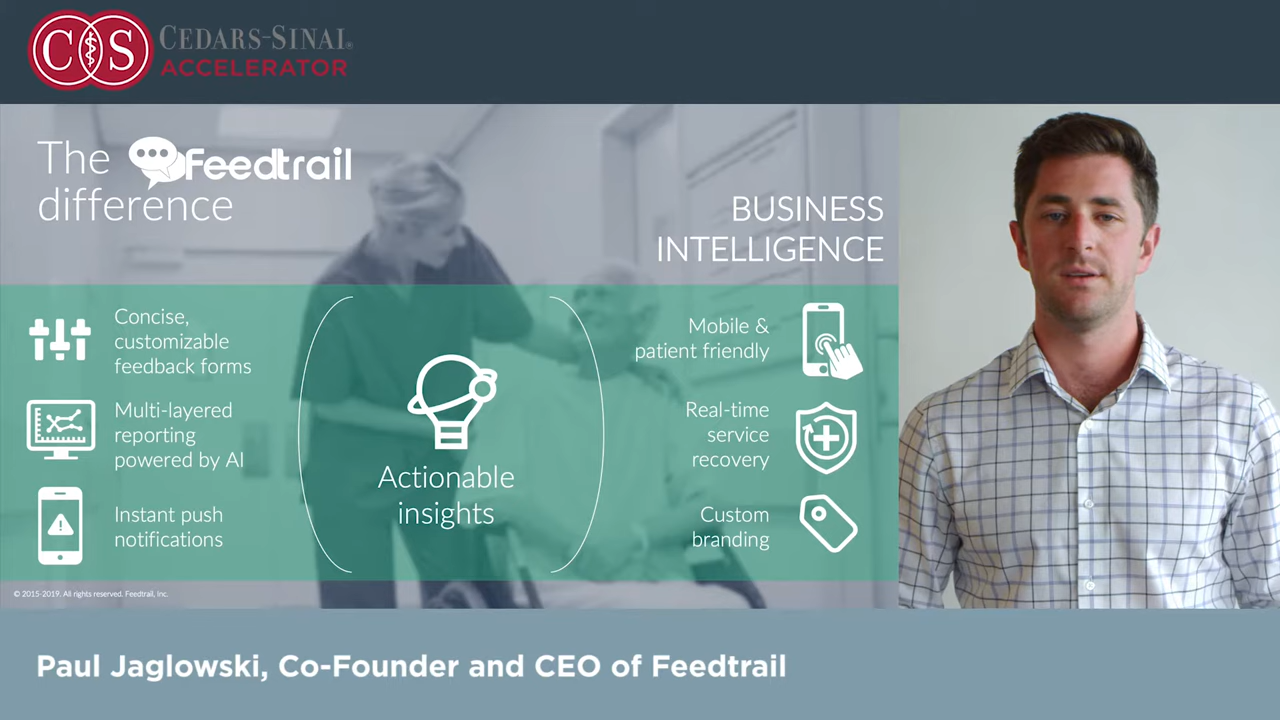 CS CEDARS-SINAI®
ACCELERATOR
The Feedtrail
difference
BUSINESS
INTELLIGENCE
Concise,
customizable
feedback forms
Multi-layered
reporting
powered by AI
Instant push
notifications
Actionable
insights
Mobile &
patient friendly
Real-time
service
recovery
Custom
branding
© 2015-2019. All rights reserved. Feedtrail, Inc.
Paul Jaglowski, Co-Founder and CEO of Feedtrail